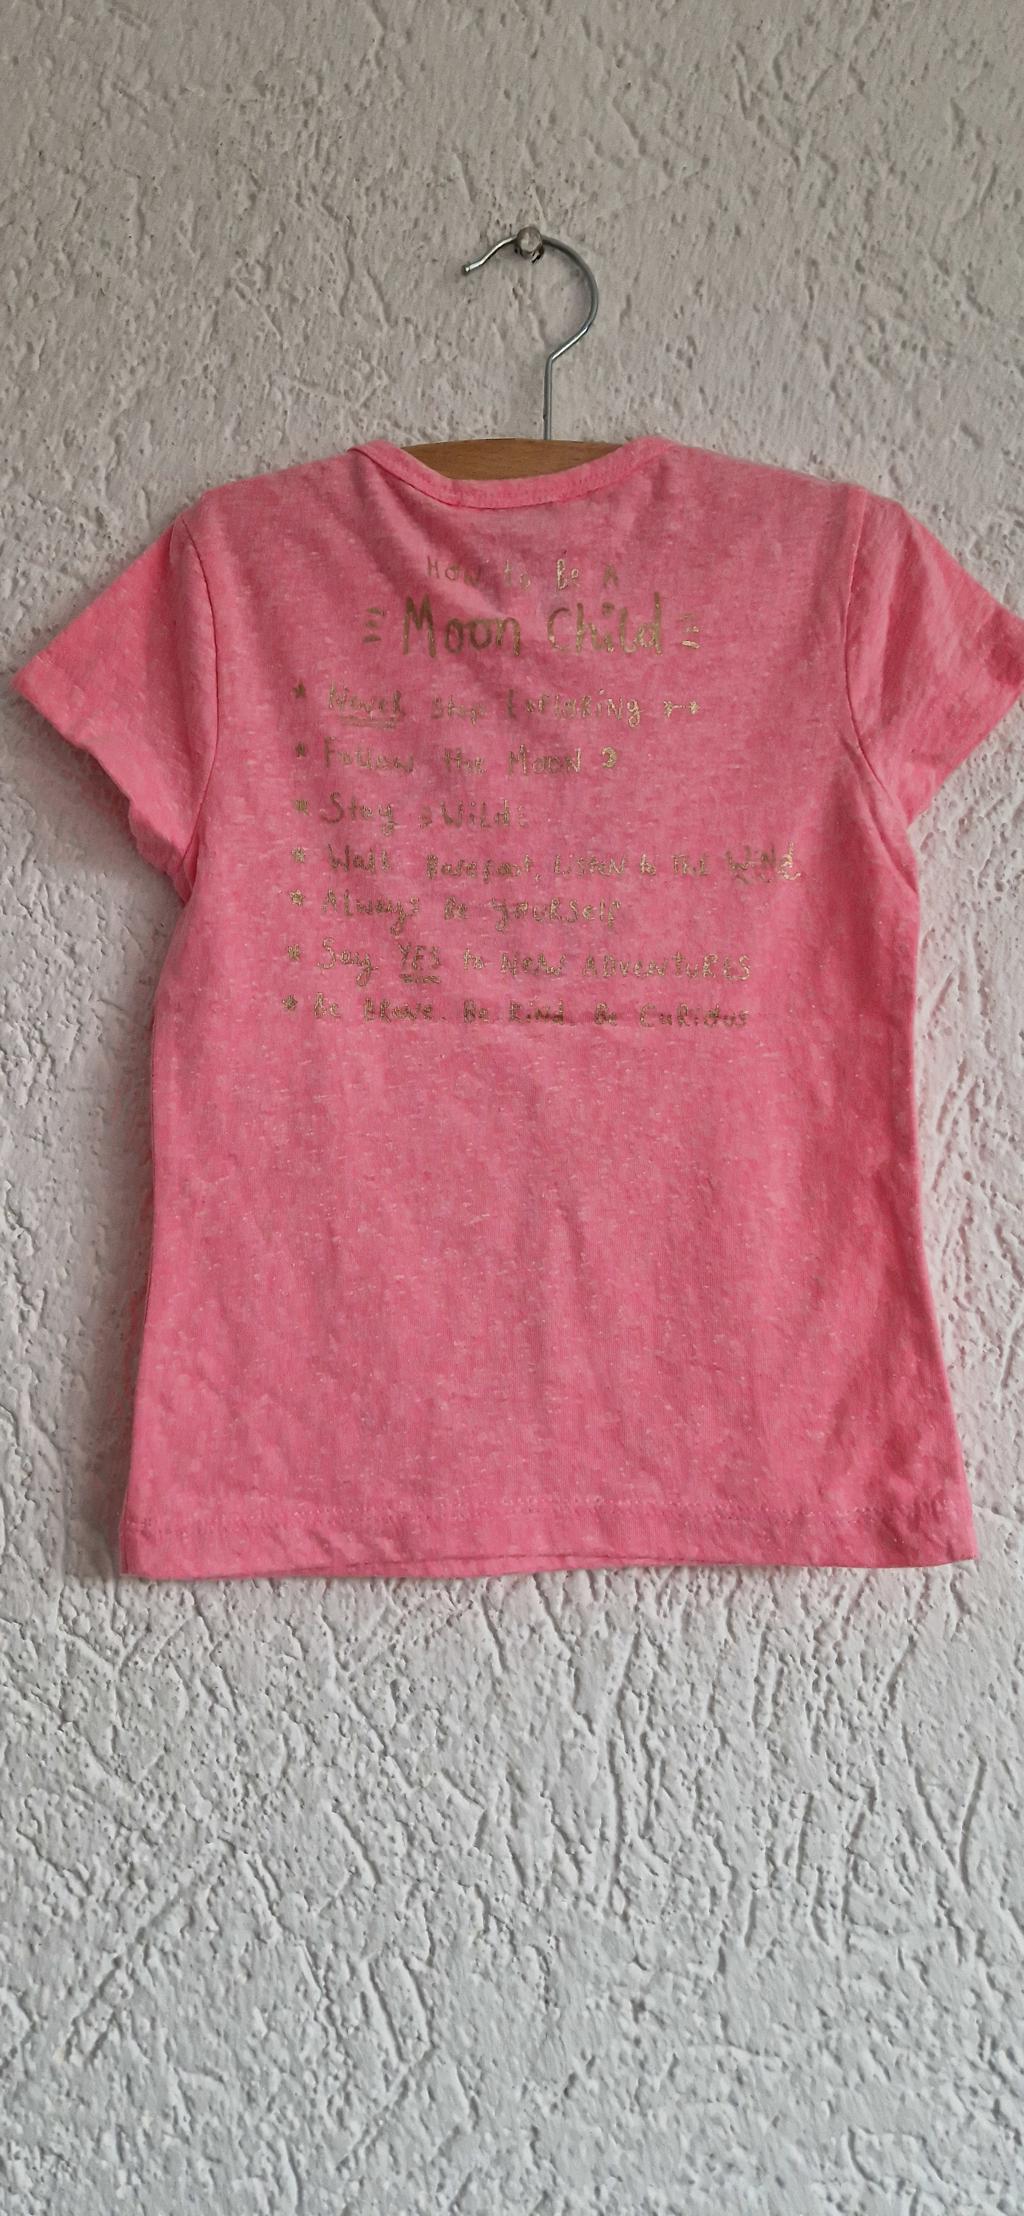 How to Be A
Moon Child
* Never stop Exploring
* Follow the Moon
* Stay Wild
* Walk Barefoot, Listen to the Wind
* Always Be Yourself
* Say YES to New ADVENTURES
* Be Brave. Be Kind. Be Curious